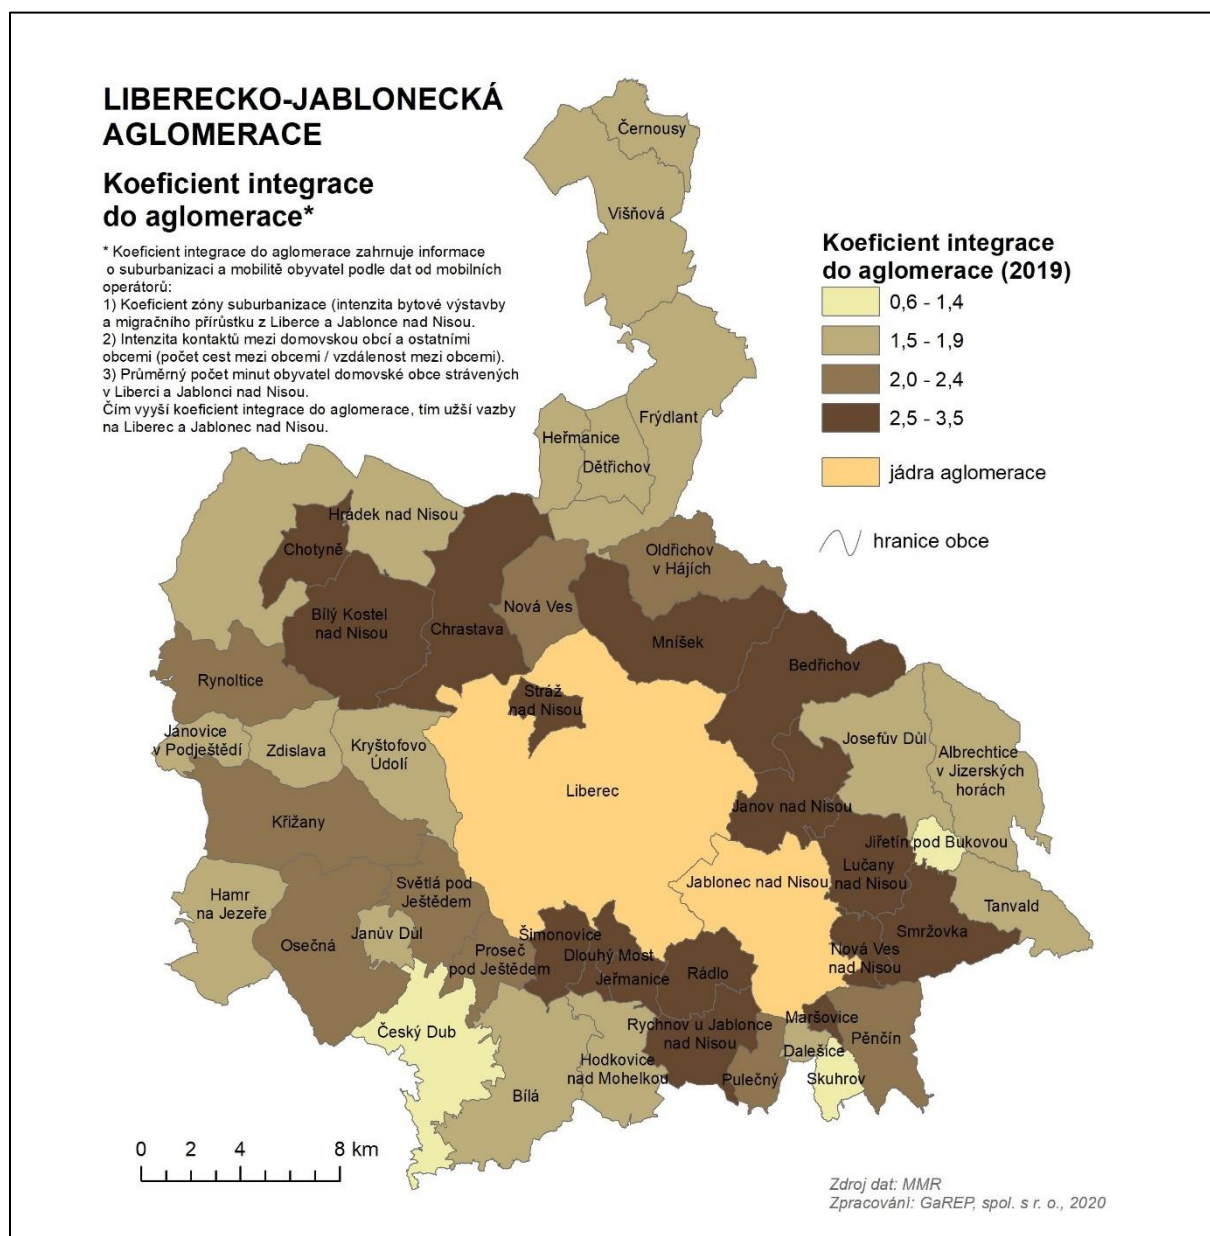 LIBERECKO-JABLONECKÁ
AGLOMERACE
Koeficient integrace
do aglomerace*
* Koeficient integrace do aglomerace zahrnuje informace
o suburbanizaci a mobilitě obyvatel podle dat od mobilních
operátorů:
1) Koeficient zóny suburbanizace (intenzita bytové výstavby
a migračního přírůstku z Liberce a Jablonce nad Nisou.
2) Intenzita kontaktů mezi domovskou obcí a ostatními
obcemi (počet cest mezi obcemi / vzdálenost mezi obcemi).
3) Průměrný počet minut obyvatel domovské obce strávených
v Liberci a Jablonci nad Nisou.
Čím vyyší koeficient integrace do aglomerace, tím užší vazby
na Liberec a Jablonec nad Nisou.
Koeficient integrace
do aglomerace (2019)
0,6 - 1,4
1,5 - 1,9
2,0 - 2,4
2,5 - 3,5
jádra aglomerace
hranice obce
Černousy
Višňová
Frýdlant
Heřmanice
Dětřichov
Hrádek nad Nisou
Chotyně
Oldřichov
v Hájích
Bílý Kostel
nad Nisou
Chrastava
Nová Ves
Mníšek
Bedřichov
Rynoltice
Stráž
nad Nisou
Janovice
v Podještědí
Zdislava
Kryštofovo
Údolí
Josefův Důl
Albrechtice
v Jizerských
horách
Liberec
Janov nad Nisou
Křižany
Jiřetín pod Bukovou
Lučany
nad Nisou
Jablonec nad Nisou
Hamr
na Jezeře
Světlá pod
Ještědem
Tanvald
Osečná
Janův Důl
Proseč
pod Ještědem
Šimonovice
Dlouhý Most
Jeřmanice
Rádlo
Nová Ves
nad Nisou
Smržovka
Český Dub
Rychnov u Jablonce
nad Nisou
Maršovice
Dalešice
Pěnčín
Bílá
Hodkovice
nad Mohelkou
Pulečný
Skuhrov
0 4 8 km
Zdroj dat: MMR
Zpracování: GaREP, spol. s r. o., 2020